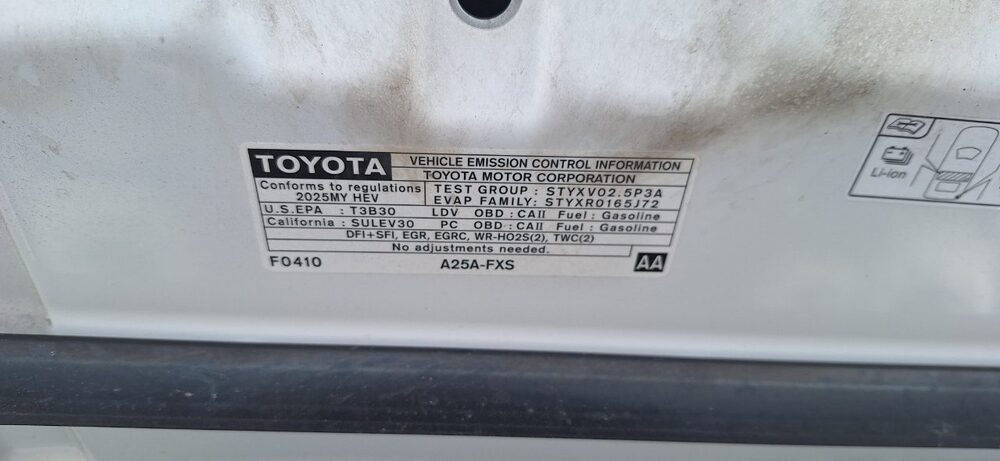 TOYOTA
VEHICLE EMISSION CONTROL INFORMATION
TOYOTA MOTOR CORPORATION
Conforms to regulations
2025MY HEV
TEST GROUP : STYXV02.5P3A
EVAP FAMILY: STYXR0165J72
U.S.EPA : T3B30 LDV OBD : CAII Fuel : Gasoline
California : SULEV30 PC OBD : CAII Fuel : Gasoline
DFI+SFI, EGR, EGRC, WR-HO2S(2), TWC(2)
No adjustments needed.
F0410 A25A-FXS AA
Li-ion